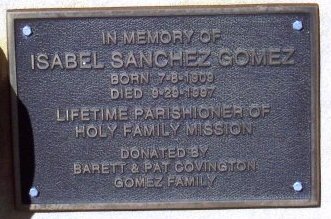 IN MEMORY OF
ISABEL SANCHEZ GOMEZ
BORN 7-8-1909
DIED 9-29-1997
LIFETIME PARISHIONER OF
HOLY FAMILY MISSION
DONATED BY
BARETT & PAT COVINGTON
GOMEZ FAMILY